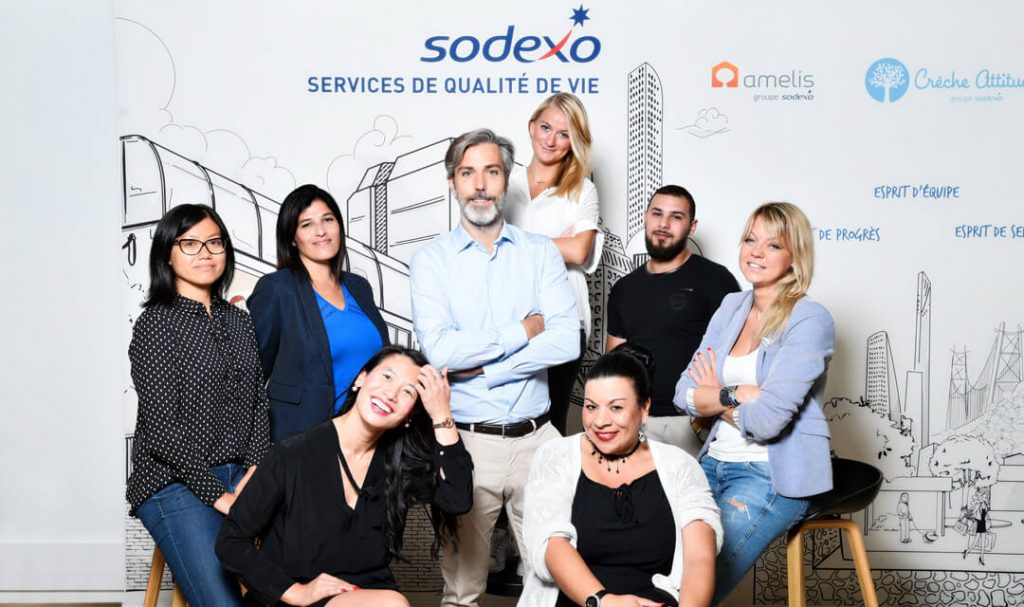 sodexo
SERVICES DE QUALITÉ DE VIE
amelis
groupe sodexo
Crèche Attitu
groupe sodexo
ESPRIT D'ÉQUIPE
T DE PROGRÈS
ESPRIT DE SE